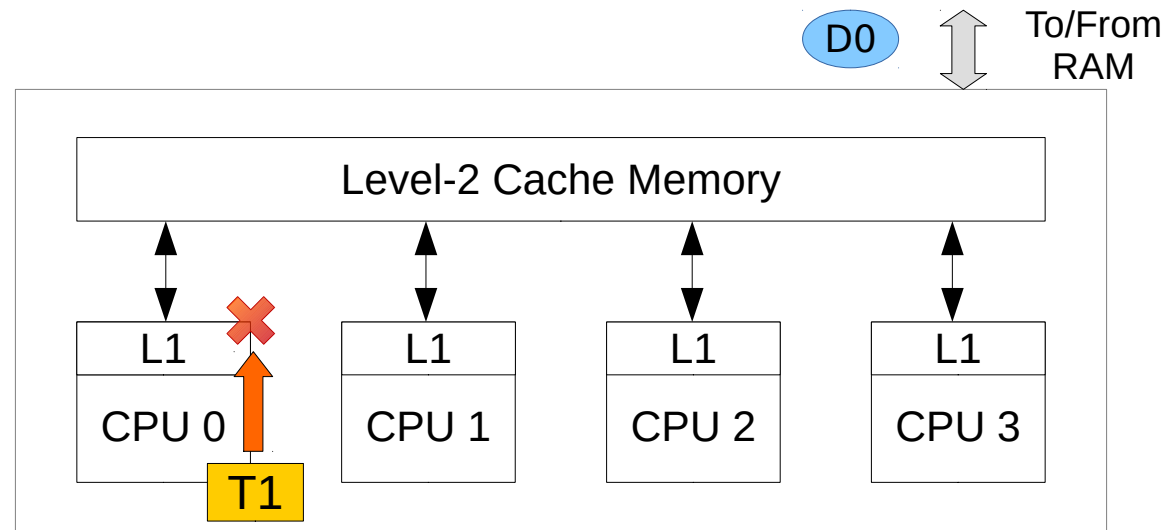 D0
To/From
RAM
Level-2 Cache Memory
L1
L1
L1
L1
CPU 0
CPU 1
CPU 2
CPU 3
T1